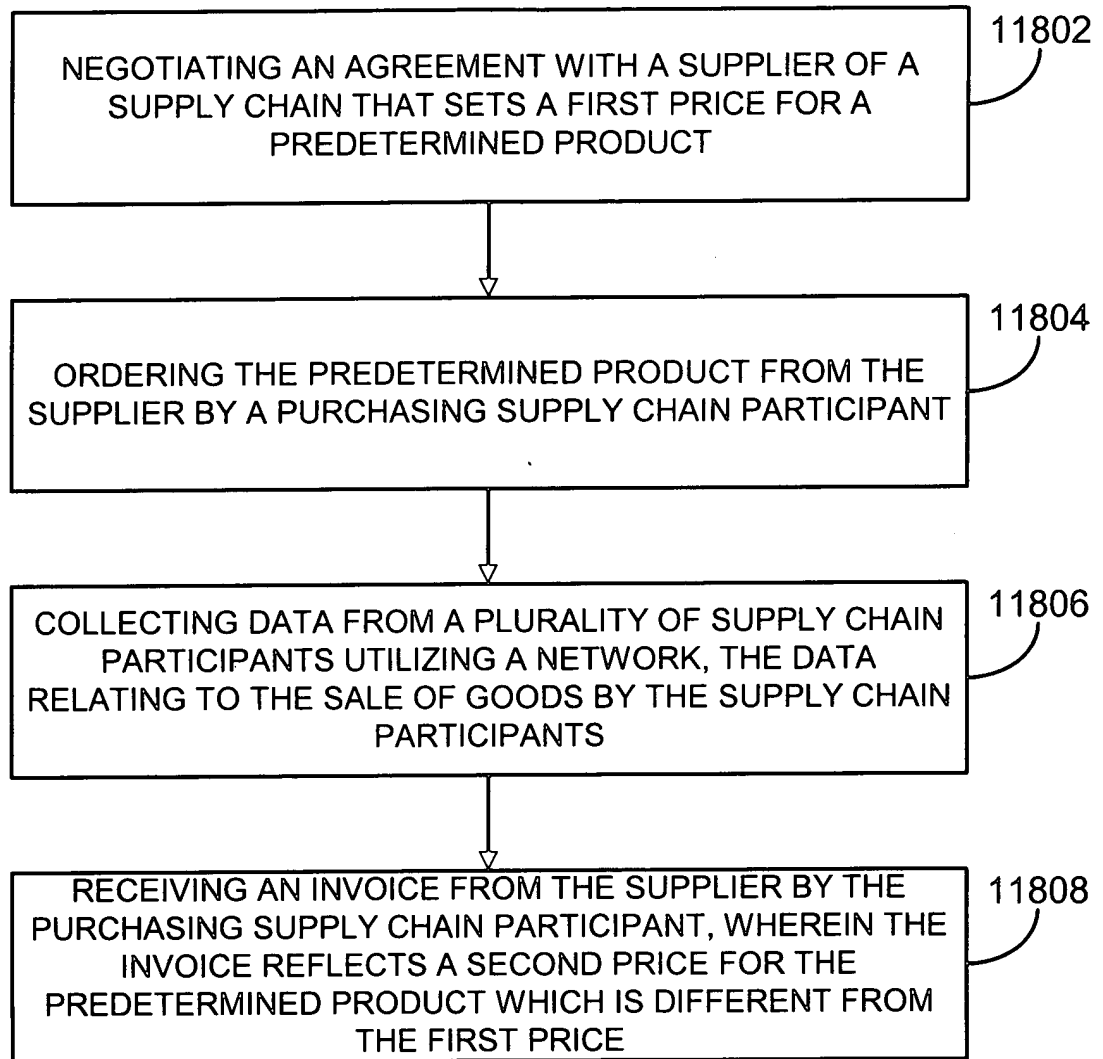 11802
NEGOTIATING AN AGREEMENT WITH A SUPPLIER OF A
SUPPLY CHAIN THAT SETS A FIRST PRICE FOR A
PREDETERMINED PRODUCT
11804
ORDERING THE PREDETERMINED PRODUCT FROM THE
SUPPLIER BY A PURCHASING SUPPLY CHAIN PARTICIPANT
11806
COLLECTING DATA FROM A PLURALITY OF SUPPLY CHAIN
PARTICIPANTS UTILIZING A NETWORK, THE DATA
RELATING TO THE SALE OF GOODS BY THE SUPPLY CHAIN
PARTICIPANTS
11808
RECEIVING AN INVOICE FROM THE SUPPLIER BY THE
PURCHASING SUPPLY CHAIN PARTICIPANT, WHEREIN THE
INVOICE REFLECTS A SECOND PRICE FOR THE
PREDETERMINED PRODUCT WHICH IS DIFFERENT FROM
THE FIRST PRICE